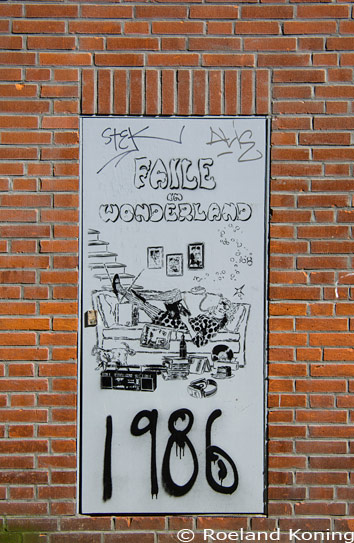 FAILE
in
WONDERLAND
1986
© Roeland Koning